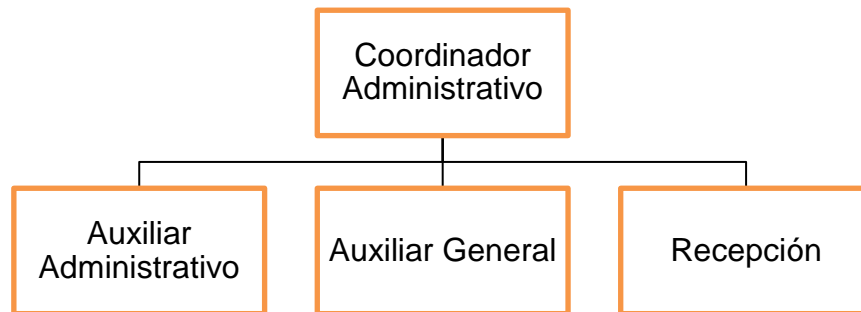 Coordinador
Administrativo
Auxiliar
Administrativo
Auxiliar General
Recepción